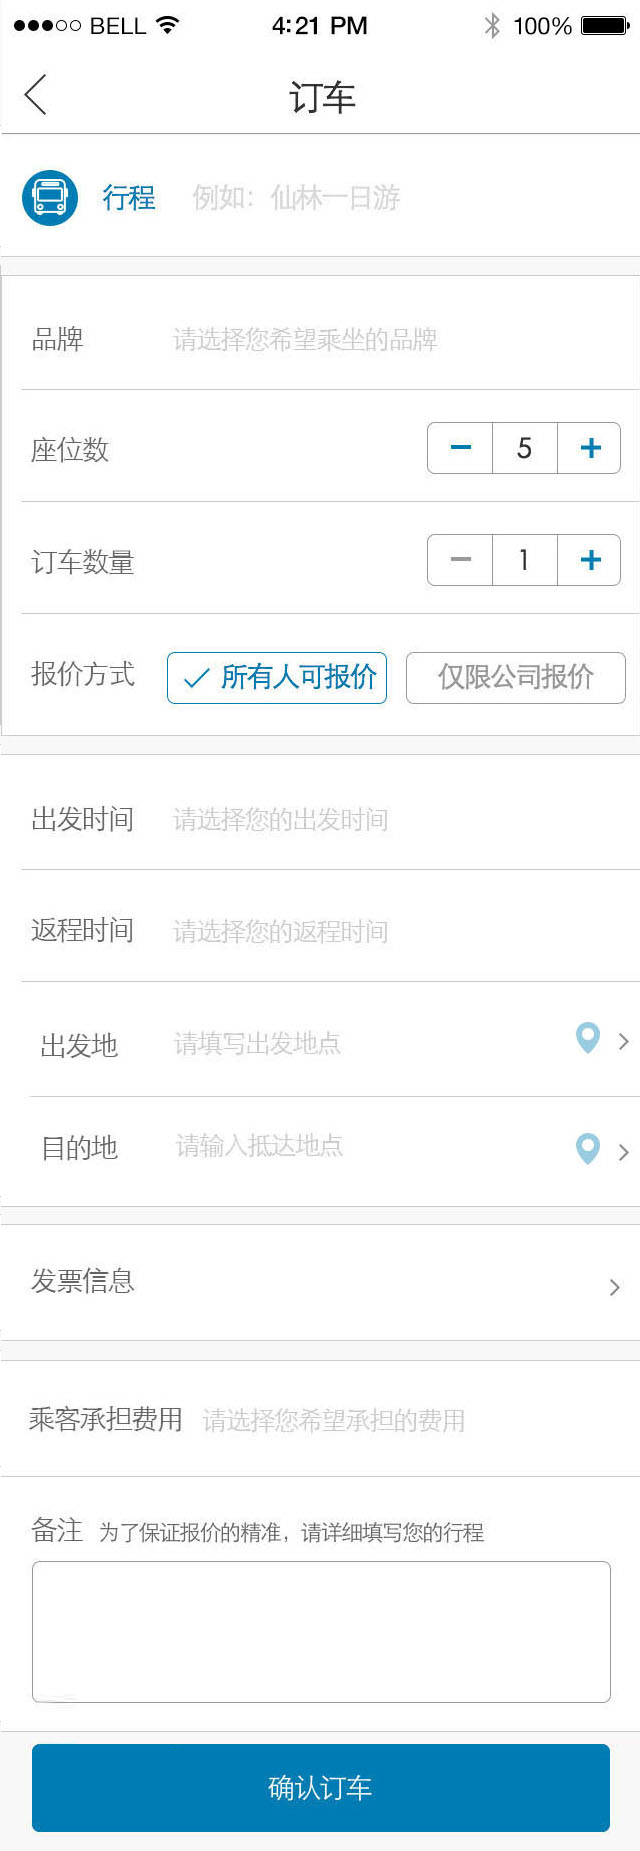 BELL 4:21 PM 100%
订车
行程 例如：仙林一日游
品牌 请选择您希望乘坐的品牌
座位数 5
订车数量 1
报价方式 所有人可报价 仅限公司报价
出发时间 请选择您的出发时间
返程时间 请选择您的返程时间
出发地 请填写出发地点
目的地 请输入抵达地点
发票信息
乘客承担费用 请选择您希望承担的费用
备注 为了保证报价的精准，请详细填写您的行程
确认订车